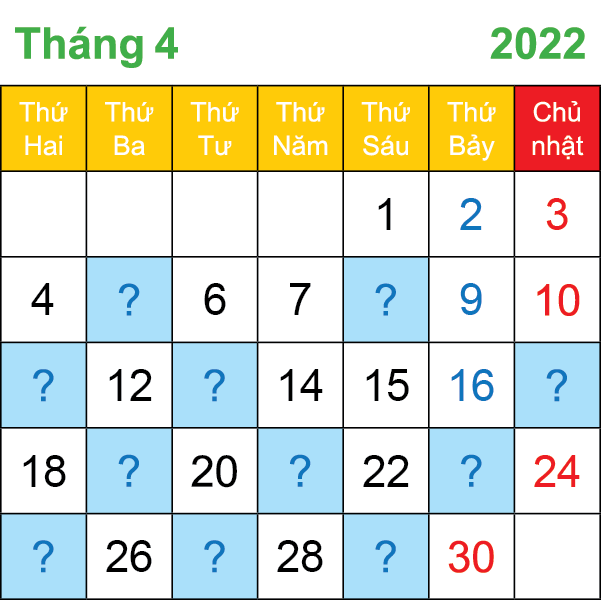 Tháng 4 2022
Thứ Hai Thứ Ba Thứ Tư Thứ Năm Thứ Sáu Thứ Bảy Chủ nhật
1 2 3
4 ? 6 7 ? 9 10
? 12 ? 14 15 16 ?
18 ? 20 ? 22 ? 24
? 26 ? 28 ? 30